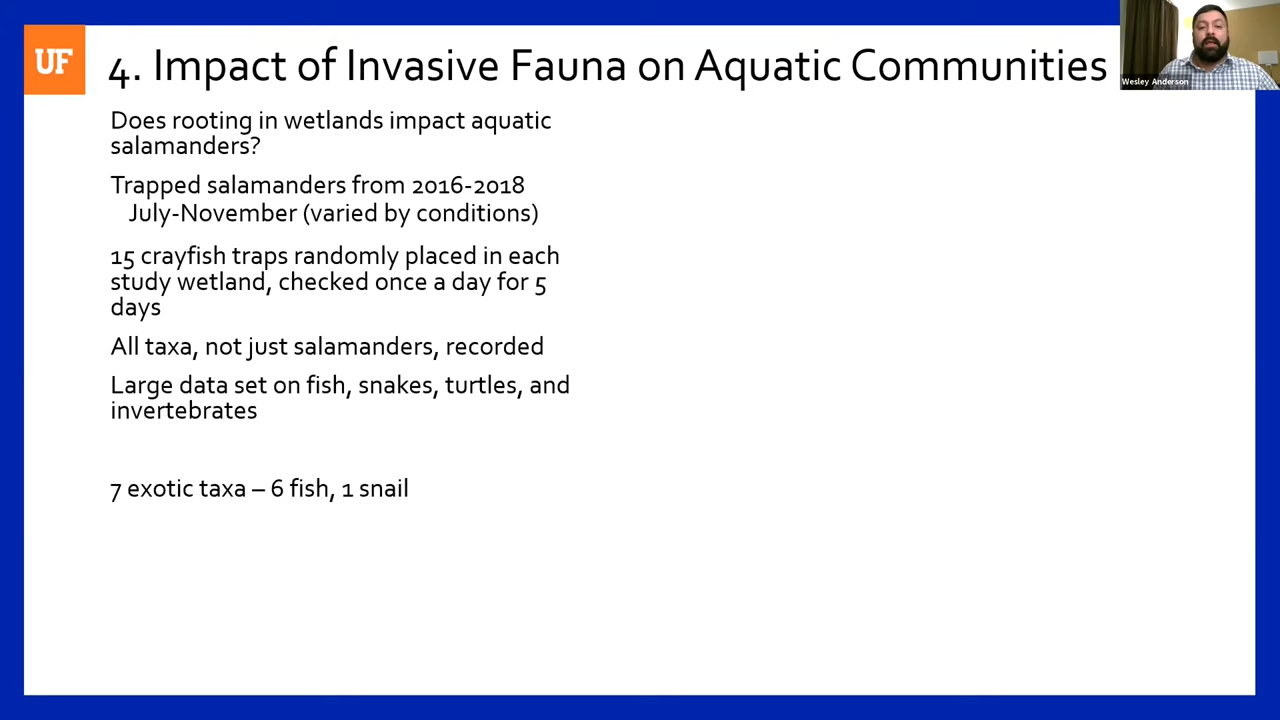 UF
4. Impact of Invasive Fauna on Aquatic Communities
Wesley Anderson
Does rooting in wetlands impact aquatic
salamanders?
Trapped salamanders from 2016-2018
July-November (varied by conditions)
15 crayfish traps randomly placed in each
study wetland, checked once a day for 5
days
All taxa, not just salamanders, recorded
Large data set on fish, snakes, turtles, and
invertebrates
7 exotic taxa – 6 fish, 1 snail